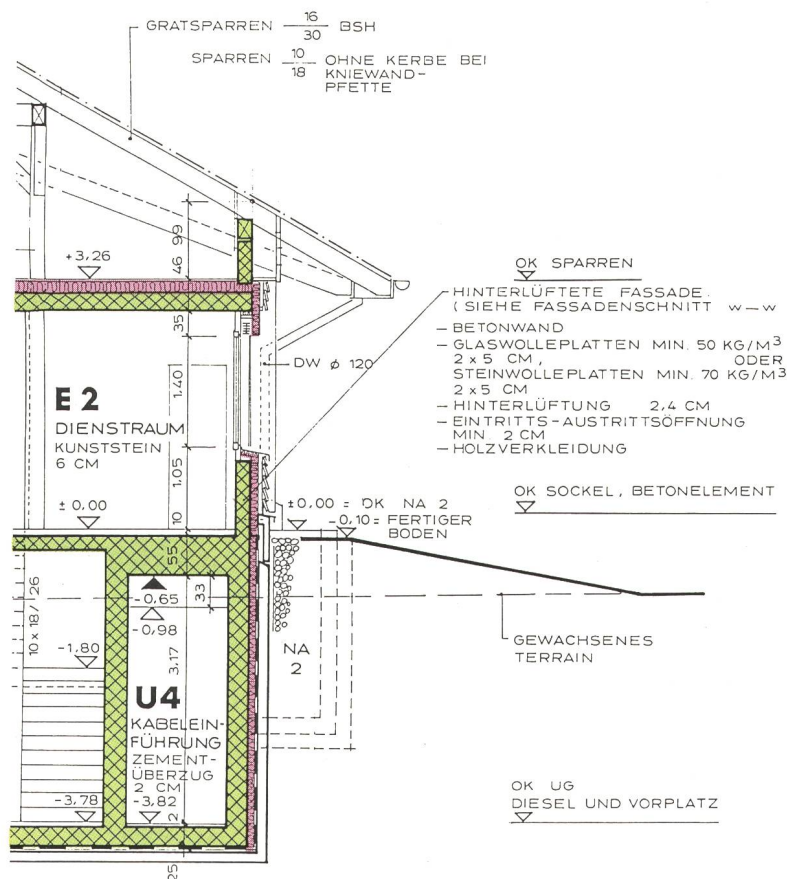 GRATSPARREN 16/30 BSH
SPARREN 10/18 OHNE KERBE BEI
KNIEWAND-
PFETTE
99
46
+3,26
OK SPARREN
HINTERLÜFTETE FASSADE.
(SIEHE FASSADENSCHNITT W—W
— BETONWAND
— GLASWOLLEPLATTEN MIN. 50 KG/M³
2 x 5 CM, ODER
STEINWOLLEPLATTEN MIN. 70 KG/M³
2 x 5 CM
— HINTERLÜFTUNG 2,4 CM
— EINTRITTS-AUSTRITTSÖFFNUNG
MIN. 2 CM
— HOLZVERKLEIDUNG
35
DW ø 120
1.40
E2
DIENSTRAUM
KUNSTSTEIN
6 CM
1.05
± 0,00
10
±0,00 = OK NA 2
-0,10 = FERTIGER
BODEN
OK SOCKEL, BETONELEMENT
55
-0,65
33
-0,98
10 x 18 / 26
-1.80
3,17
NA
2
GEWACHSENES
TERRAIN
U4
KABELEIN-
FÜHRUNG
ZEMENT-
ÜBERZUG
2 CM
-3,78
-3,82
2
25
OK UG
DIESEL UND VORPLATZ